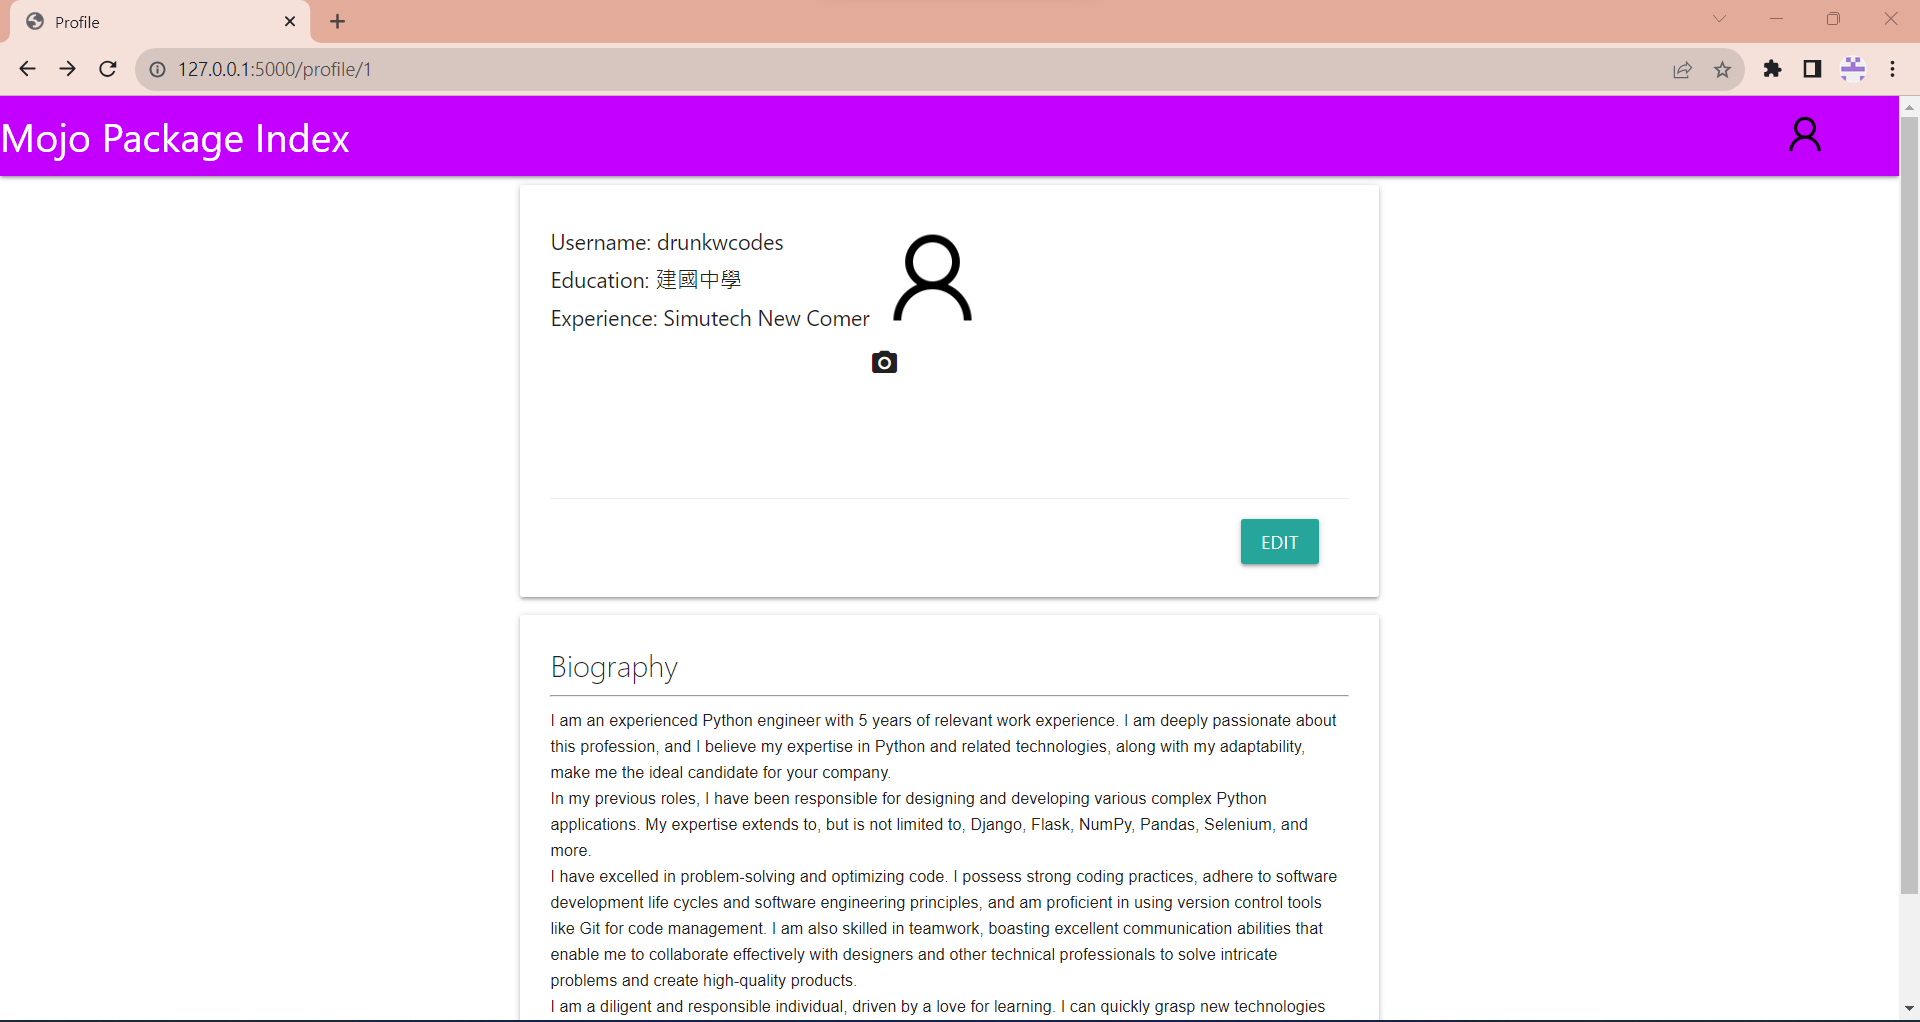 Profile
127.0.0.1:5000/profile/1
Mojo Package Index
Username: drunkwcodes
Education: 建國中學
Experience: Simutech New Comer
EDIT
Biography
I am an experienced Python engineer with 5 years of relevant work experience. I am deeply passionate about
this profession, and I believe my expertise in Python and related technologies, along with my adaptability,
make me the ideal candidate for your company.
In my previous roles, I have been responsible for designing and developing various complex Python
applications. My expertise extends to, but is not limited to, Django, Flask, NumPy, Pandas, Selenium, and
more.
I have excelled in problem-solving and optimizing code. I possess strong coding practices, adhere to software
development life cycles and software engineering principles, and am proficient in using version control tools
like Git for code management. I am also skilled in teamwork, boasting excellent communication abilities that
enable me to collaborate effectively with designers and other technical professionals to solve intricate
problems and create high-quality products.
I am a diligent and responsible individual, driven by a love for learning. I can quickly grasp new technologies